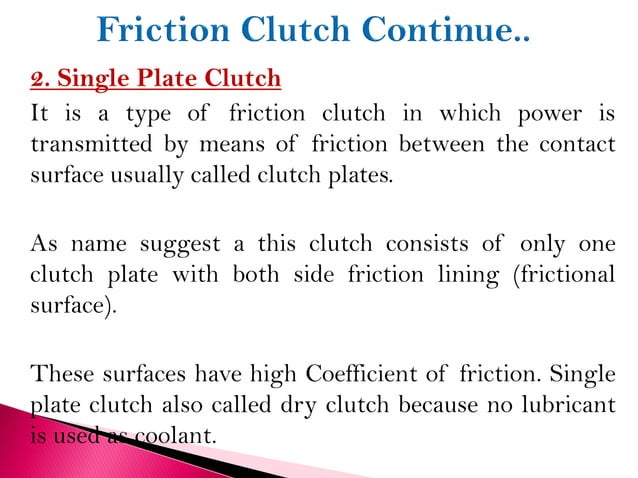 Friction Clutch Continue..
2. Single Plate Clutch
It is a type of friction clutch in which power is
transmitted by means of friction between the contact
surface usually called clutch plates.
As name suggest a this clutch consists of only one
clutch plate with both side friction lining (frictional
surface).
These surfaces have high Coefficient of friction. Single
plate clutch also called dry clutch because no lubricant
is used as coolant.